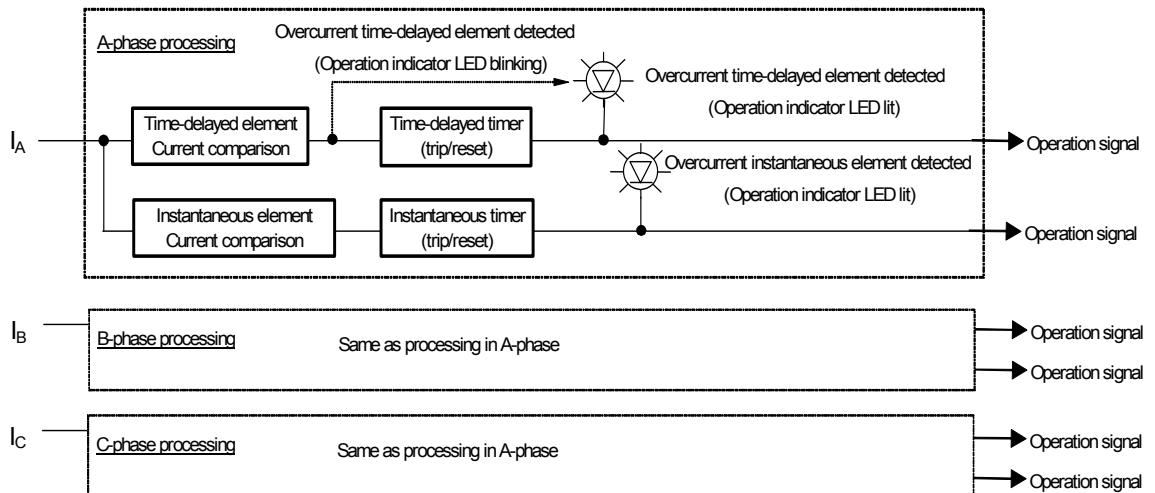 A-phase processing
Overcurrent time-delayed element detected
(Operation indicator LED blinking)
Overcurrent time-delayed element detected
(Operation indicator LED lit)
IA
Time-delayed element
Current comparison
Time-delayed timer
(trip/reset)
Operation signal
Overcurrent instantaneous element detected
(Operation indicator LED lit)
Instantaneous element
Current comparison
Instantaneous timer
(trip/reset)
Operation signal
IB
B-phase processing
Same as processing in A-phase
Operation signal
Operation signal
IC
C-phase processing
Same as processing in A-phase
Operation signal
Operation signal